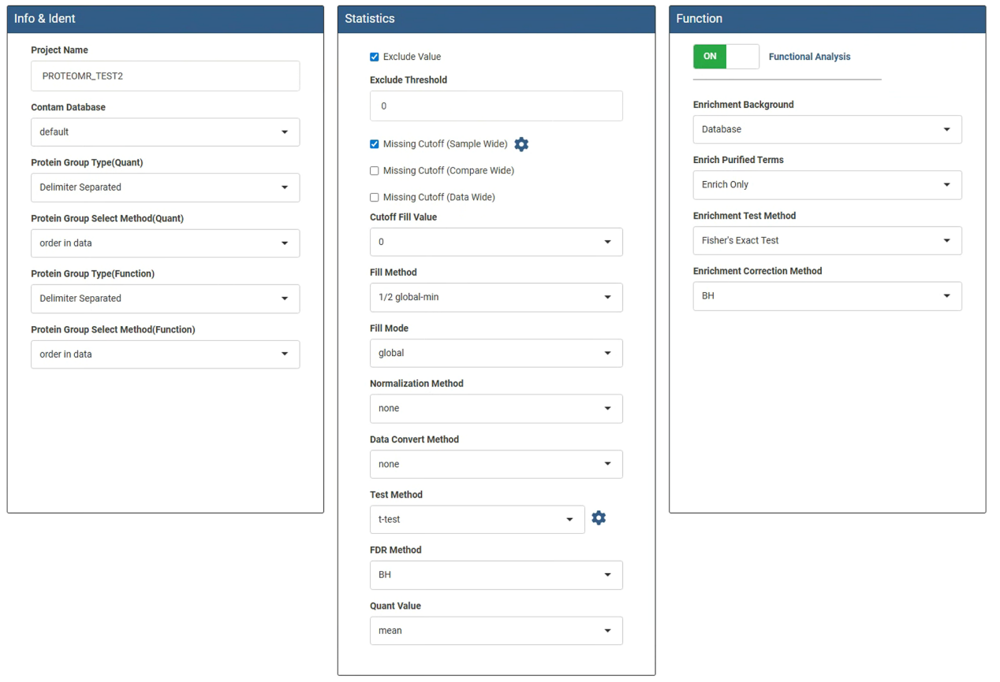 Info & Ident
Project Name
PROTEOMR_TEST2
Contam Database
default
Protein Group Type(Quant)
Delimiter Separated
Protein Group Select Method(Quant)
order in data
Protein Group Type(Function)
Delimiter Separated
Protein Group Select Method(Function)
order in data
Statistics
Exclude Value
Exclude Threshold
0
Missing Cutoff (Sample Wide)
Missing Cutoff (Compare Wide)
Missing Cutoff (Data Wide)
Cutoff Fill Value
0
Fill Method
1/2 global-min
Fill Mode
global
Normalization Method
none
Data Convert Method
none
Test Method
t-test
FDR Method
BH
Quant Value
mean
Function
ON Functional Analysis
Enrichment Background
Database
Enrich Purified Terms
Enrich Only
Enrichment Test Method
Fisher's Exact Test
Enrichment Correction Method
BH